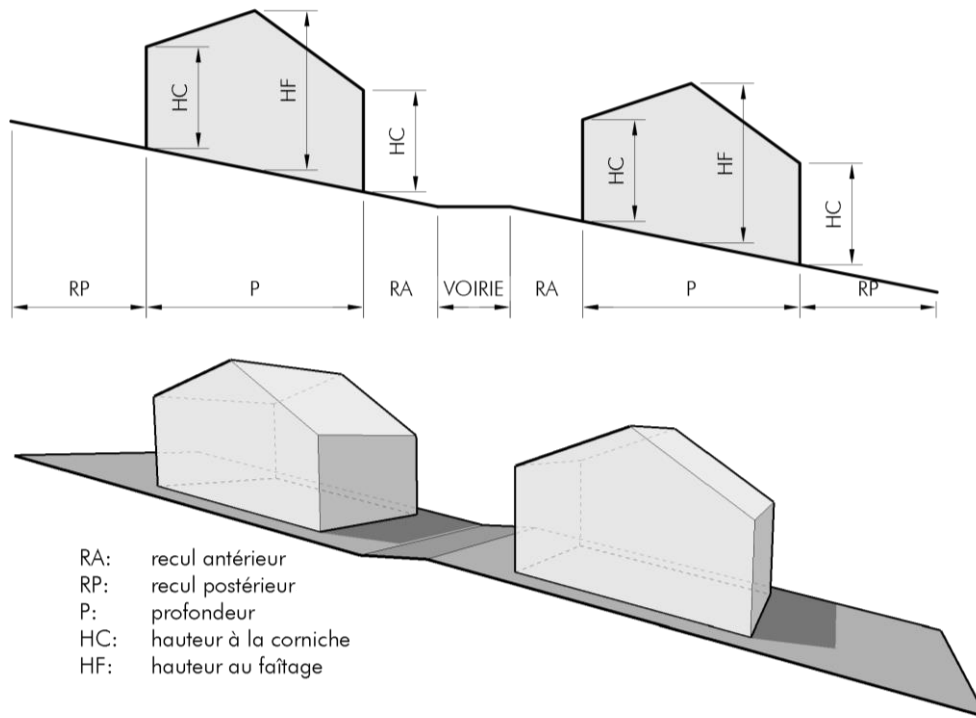 HC
HF
HC
HC
HF
HC
RP
P
RA
VOIRIE
RA
P
RP
RA: recul antérieur
RP: recul postérieur
P: profondeur
HC: hauteur à la corniche
HF: hauteur au faîtage